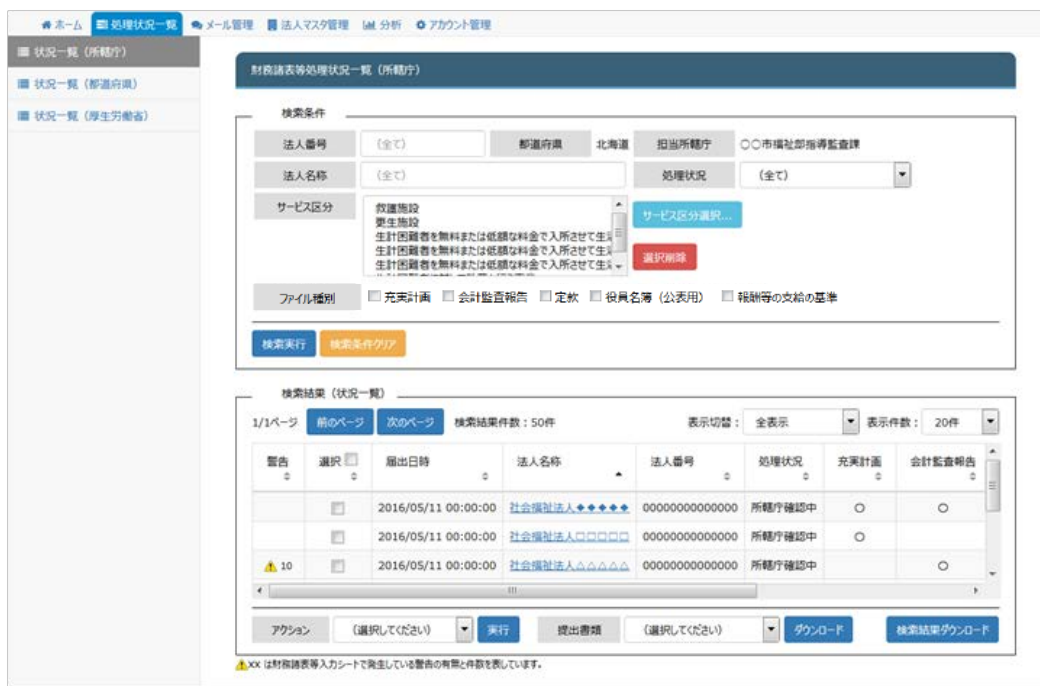 ホーム 処理状況一覧 メール管理 法人マスタ管理 分析 アカウント管理
状況一覧（所轄庁）
状況一覧（都道府県）
状況一覧（厚生労働省）
財務諸表等処理状況一覧（所轄庁）
検索条件
法人番号 （全て） 都道府県 北海道 担当所轄庁 〇〇市福祉部指導監査課
法人名称 （全て） 処理状況 （全て）
サービス区分
救護施設
更生施設
生計困難者を無料または低額な料金で入所させて生活
生計困難者を無料または低額な料金で入所させて生活
生計困難者を無料または低額な料金で入所させて生活
サービス区分選択...
選択削除
ファイル種別 充実計画 会計監査報告 定款 役員名簿（公表用） 報酬等の支給の基準
検索実行 検索条件クリア
検索結果（状況一覧）
1/1ページ 前のページ 次のページ 検索結果件数：50件 表示切替： 全表示 表示件数： 20件
警告 選択 届出日時 法人名称 法人番号 処理状況 充実計画 会計監査報告
2016/05/11 00:00:00 社会福祉法人◆◆◆◆◆ 00000000000000 所轄庁確認中 〇 〇
2016/05/11 00:00:00 社会福祉法人□□□□□ 00000000000000 所轄庁確認中 〇
10 2016/05/11 00:00:00 社会福祉法人△△△△△ 00000000000000 所轄庁確認中 〇
アクション （選択してください） 実行 提出書類 （選択してください） ダウンロード 検索結果ダウンロード
XX は財務諸表等入力シートで発生している警告の有無と件数を表しています。